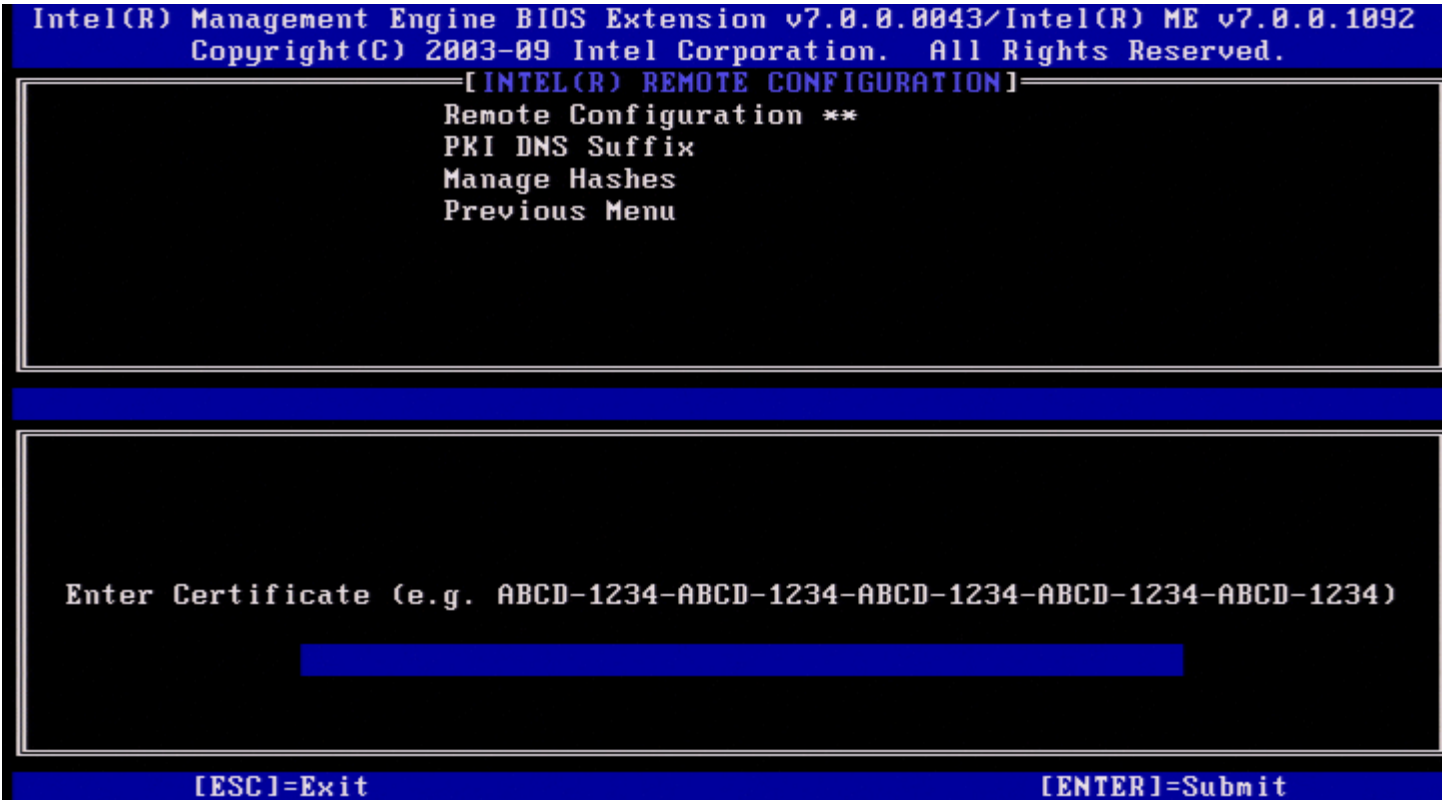 Intel(R) Management Engine BIOS Extension v7.0.0.0043/Intel(R) ME v7.0.0.1092
Copyright(C) 2003-09 Intel Corporation.  All Rights Reserved.
[INTEL(R) REMOTE CONFIGURATION]
Remote Configuration **
PKI DNS Suffix
Manage Hashes
Previous Menu
Enter Certificate (e.g. ABCD-1234-ABCD-1234-ABCD-1234-ABCD-1234-ABCD-1234)
[ESC]=Exit
[ENTER]=Submit